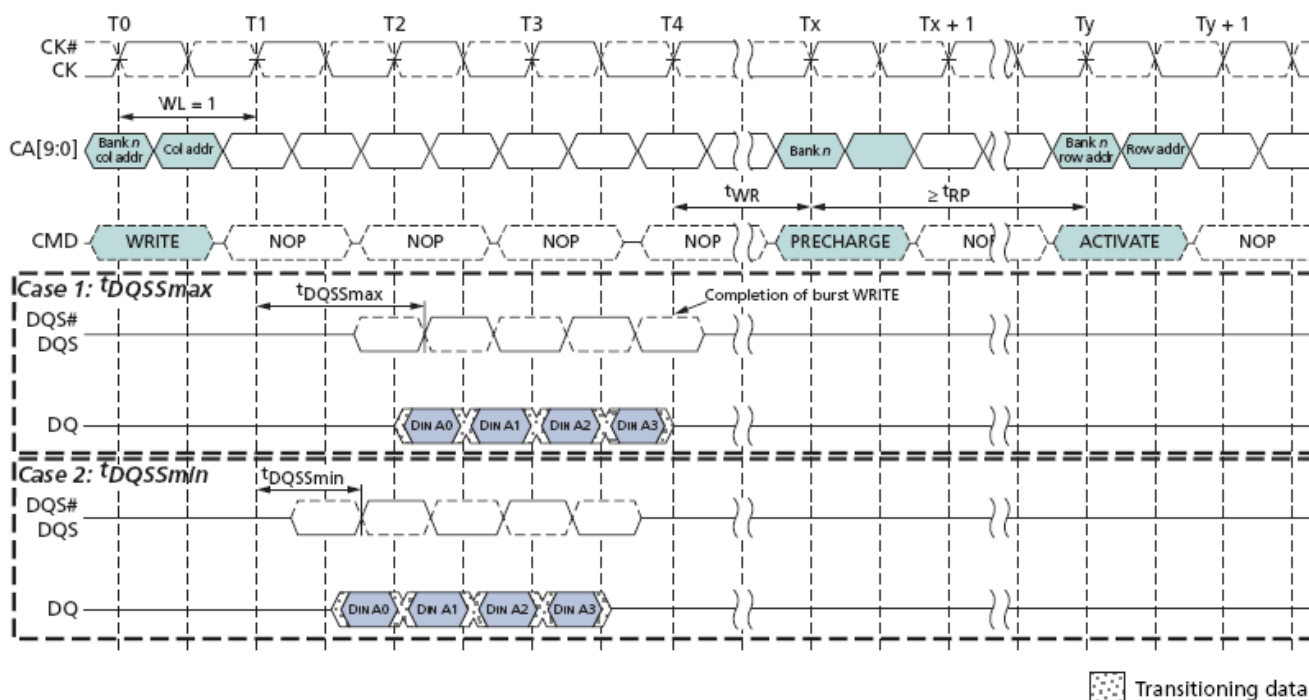 T0 T1 T2 T3 T4 Tx Tx + 1 Ty Ty + 1
CK#
CK
WL = 1
CA[9:0] Bank n col addr Col addr Bank n Bank n row addr Row addr
tWR ≥ tRP
CMD WRITE NOP NOP NOP NOP PRECHARGE NOP ACTIVATE NOP
Case 1: tDQSSmax
tDQSSmax
Completion of burst WRITE
DQS#
DQS
DQ DIN A0 DIN A1 DIN A2 DIN A3
Case 2: tDQSSmin
tDQSSmin
DQS#
DQS
DQ DIN A0 DIN A1 DIN A2 DIN A3
Transitioning data